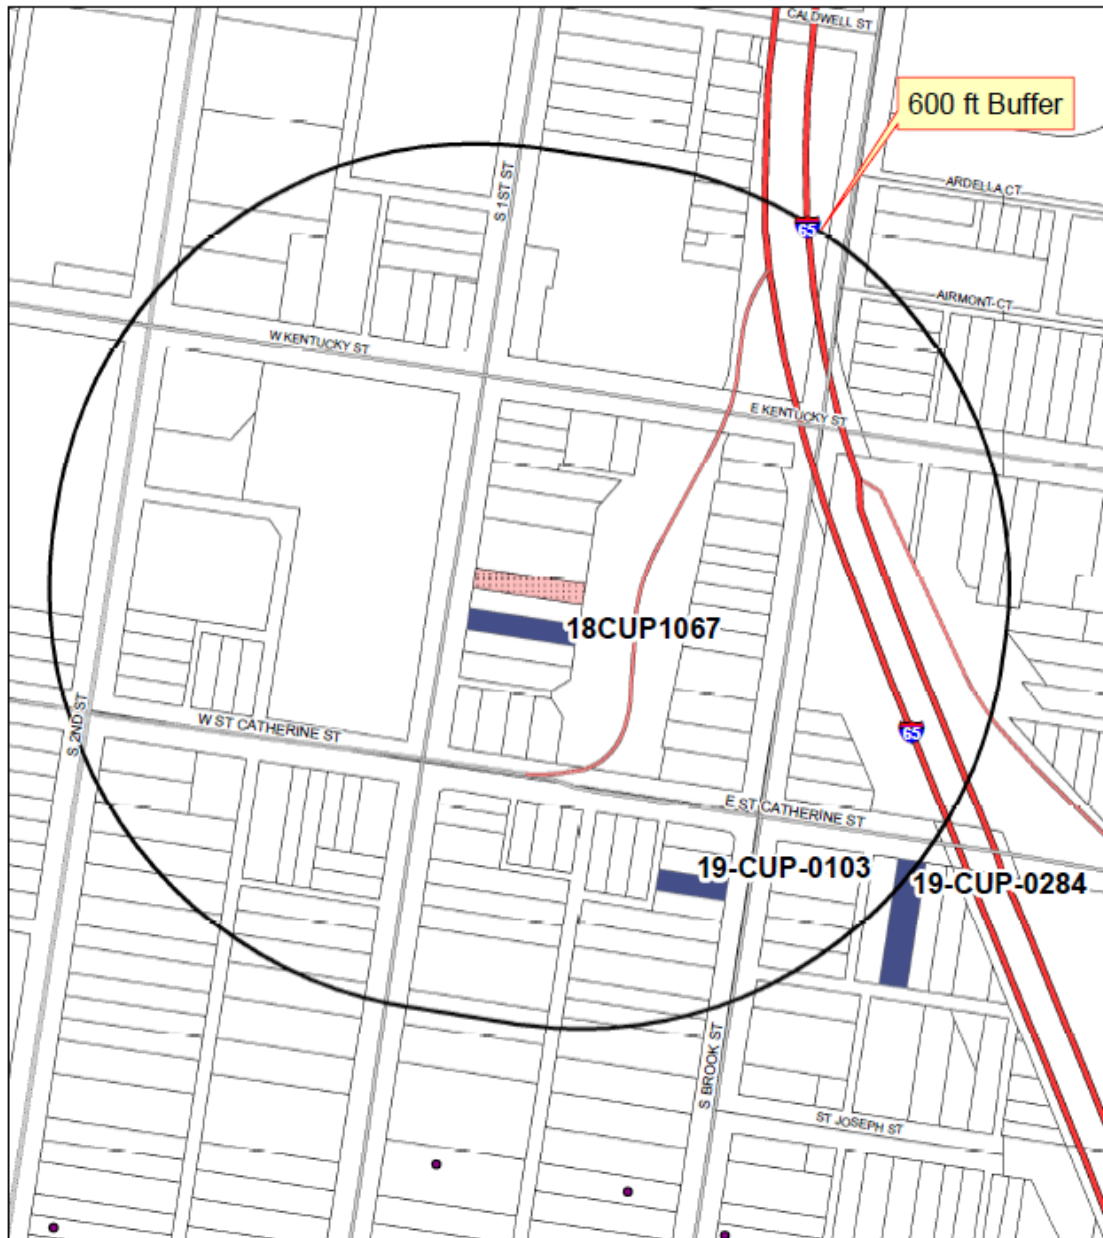 CALDWELL ST
600 ft Buffer
ARDELLA CT
S 1ST ST
65
AIRMONT CT
W KENTUCKY ST
E KENTUCKY ST
18CUP1067
S 2ND ST
W ST CATHERINE ST
65
E ST CATHERINE ST
19-CUP-0103
19-CUP-0284
S BROOK ST
ST JOSEPH ST